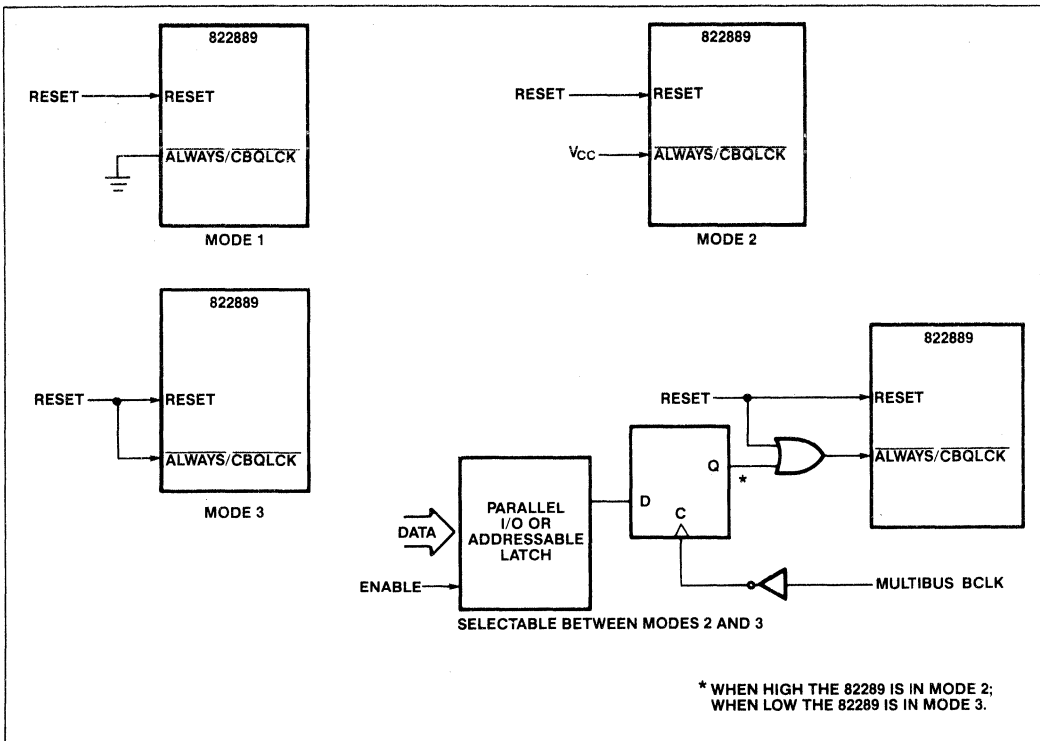 822889
RESET
RESET
ALWAYS/CBQLCK
MODE 1
822889
RESET
RESET
VCC
ALWAYS/CBQLCK
MODE 2
822889
RESET
RESET
ALWAYS/CBQLCK
MODE 3
822889
RESET
RESET
ALWAYS/CBQLCK
Q
*
D
C
PARALLEL
I/O OR
ADDRESSABLE
LATCH
DATA
ENABLE
MULTIBUS BCLK
SELECTABLE BETWEEN MODES 2 AND 3
* WHEN HIGH THE 82289 IS IN MODE 2;
WHEN LOW THE 82289 IS IN MODE 3.